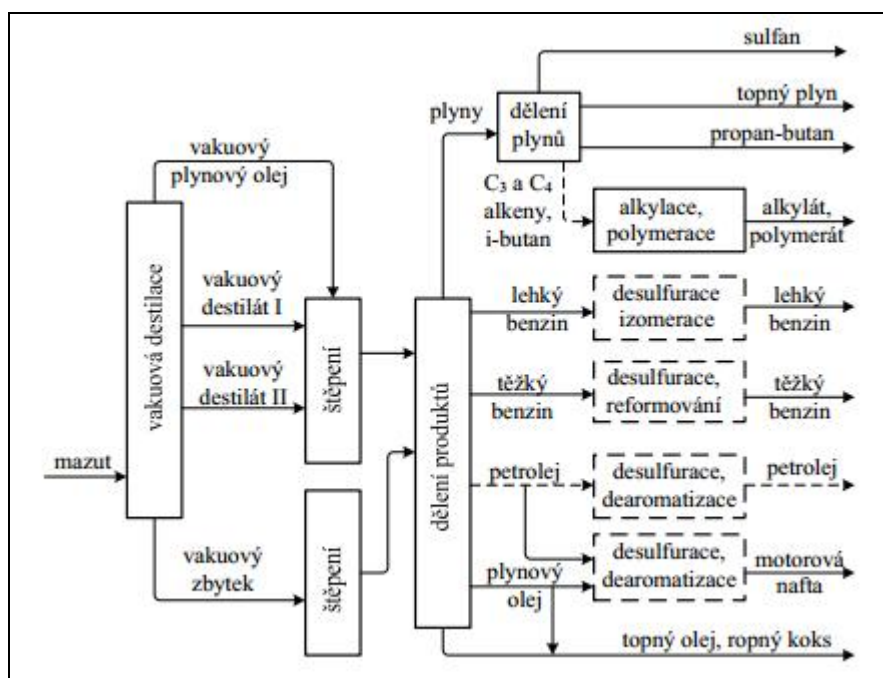 sulfan
plyny
dělení
plynů
topný plyn
propan-butan
vakuový
plynový olej
C₃ a C₄
alkeny,
i-butan
alkylace,
polymerace
alkylát,
polymerát
vakuová destilace
vakuový
destilát I
vakuový
destilát II
štěpení
mazut
vakuový
zbytek
štěpení
dělení produktů
lehký
benzin
desulfurace
izomerace
lehký
benzin
těžký
benzin
desulfurace,
reformování
těžký
benzin
petrolej
desulfurace,
dearomatizace
petrolej
plynový
olej
desulfurace,
dearomatizace
motorová
nafta
topný olej, ropný koks